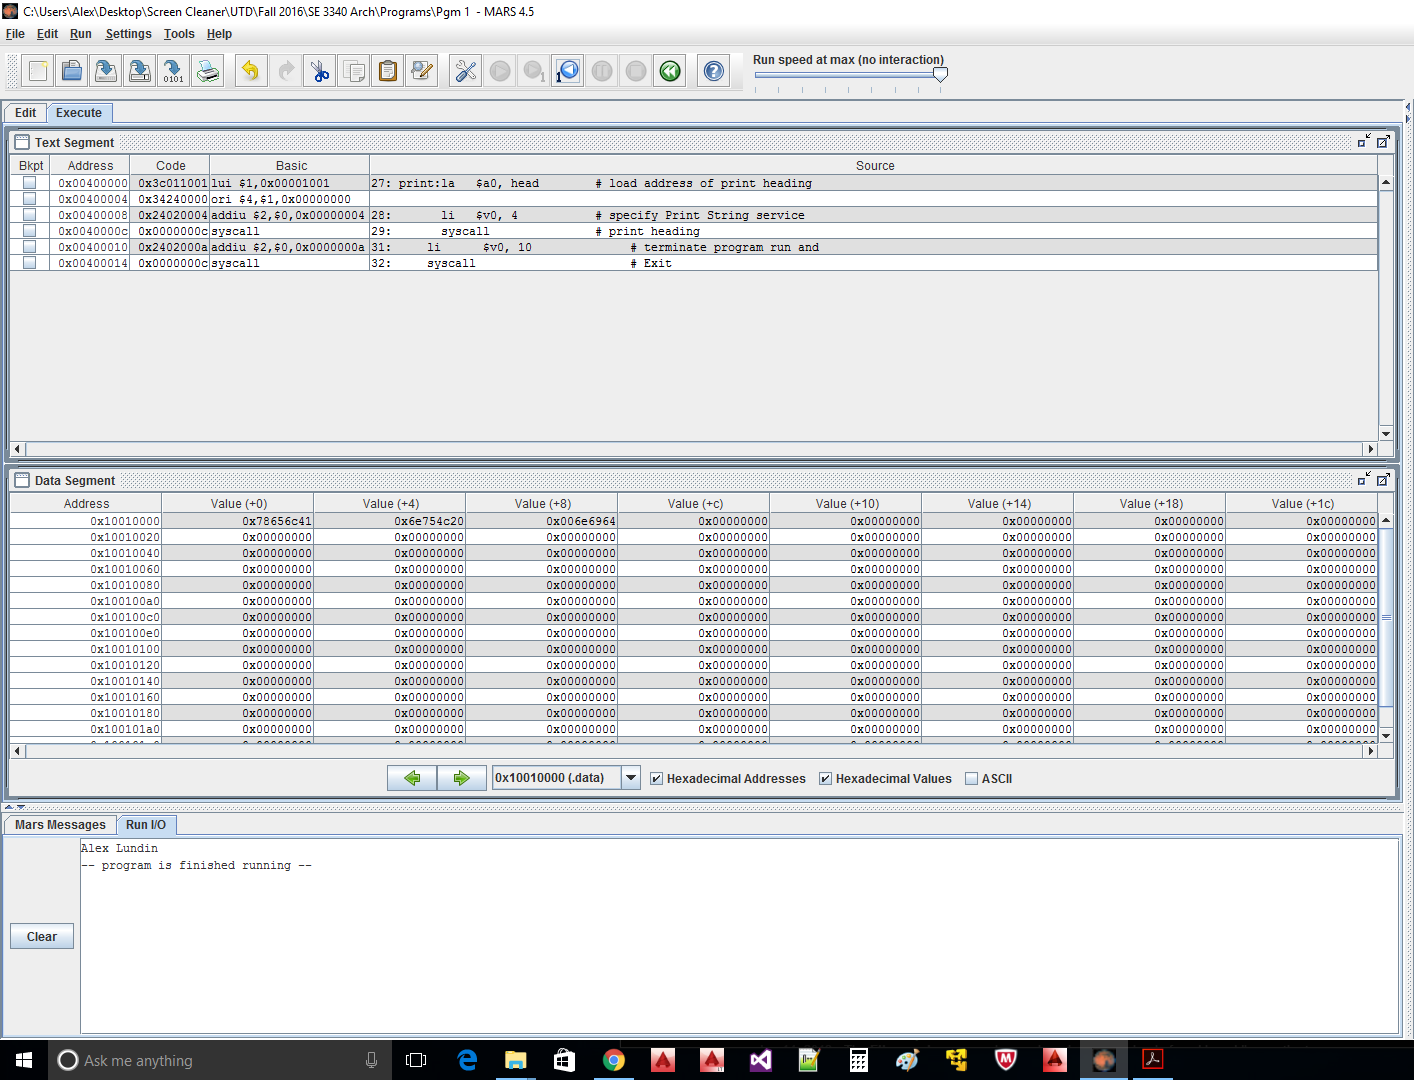 C:\Users\Alex\Desktop\Screen Cleaner\UTD\Fall 2016\SE 3340 Arch\Programs\Pgm 1 - MARS 4.5
File Edit Run Settings Tools Help
Run speed at max (no interaction)
Edit Execute
Text Segment
Bkpt Address Code Basic Source
0x00400000 0x3c011001 lui $1,0x00001001 27: print:la $a0, head # load address of print heading
0x00400004 0x34240000 ori $4,$1,0x00000000
0x00400008 0x24020004 addiu $2,$0,0x00000004 28: li $v0, 4 # specify Print String service
0x0040000c 0x0000000c syscall 29: syscall # print heading
0x00400010 0x2402000a addiu $2,$0,0x0000000a 31: li $v0, 10 # terminate program run and
0x00400014 0x0000000c syscall 32: syscall # Exit
Data Segment
Address Value (+0) Value (+4) Value (+8) Value (+c) Value (+10) Value (+14) Value (+18) Value (+1c)
0x10010000 0x78656c41 0x6e754c20 0x006e6964 0x00000000 0x00000000 0x00000000 0x00000000 0x00000000
0x10010020 0x00000000 0x00000000 0x00000000 0x00000000 0x00000000 0x00000000 0x00000000 0x00000000
0x10010040 0x00000000 0x00000000 0x00000000 0x00000000 0x00000000 0x00000000 0x00000000 0x00000000
0x10010060 0x00000000 0x00000000 0x00000000 0x00000000 0x00000000 0x00000000 0x00000000 0x00000000
0x10010080 0x00000000 0x00000000 0x00000000 0x00000000 0x00000000 0x00000000 0x00000000 0x00000000
0x100100a0 0x00000000 0x00000000 0x00000000 0x00000000 0x00000000 0x00000000 0x00000000 0x00000000
0x100100c0 0x00000000 0x00000000 0x00000000 0x00000000 0x00000000 0x00000000 0x00000000 0x00000000
0x100100e0 0x00000000 0x00000000 0x00000000 0x00000000 0x00000000 0x00000000 0x00000000 0x00000000
0x10010100 0x00000000 0x00000000 0x00000000 0x00000000 0x00000000 0x00000000 0x00000000 0x00000000
0x10010120 0x00000000 0x00000000 0x00000000 0x00000000 0x00000000 0x00000000 0x00000000 0x00000000
0x10010140 0x00000000 0x00000000 0x00000000 0x00000000 0x00000000 0x00000000 0x00000000 0x00000000
0x10010160 0x00000000 0x00000000 0x00000000 0x00000000 0x00000000 0x00000000 0x00000000 0x00000000
0x10010180 0x00000000 0x00000000 0x00000000 0x00000000 0x00000000 0x00000000 0x00000000 0x00000000
0x100101a0 0x00000000 0x00000000 0x00000000 0x00000000 0x00000000 0x00000000 0x00000000 0x00000000
0x10010000 (.data) Hexadecimal Addresses Hexadecimal Values ASCII
Mars Messages Run I/O
Alex Lundin
-- program is finished running --
Clear
Ask me anything